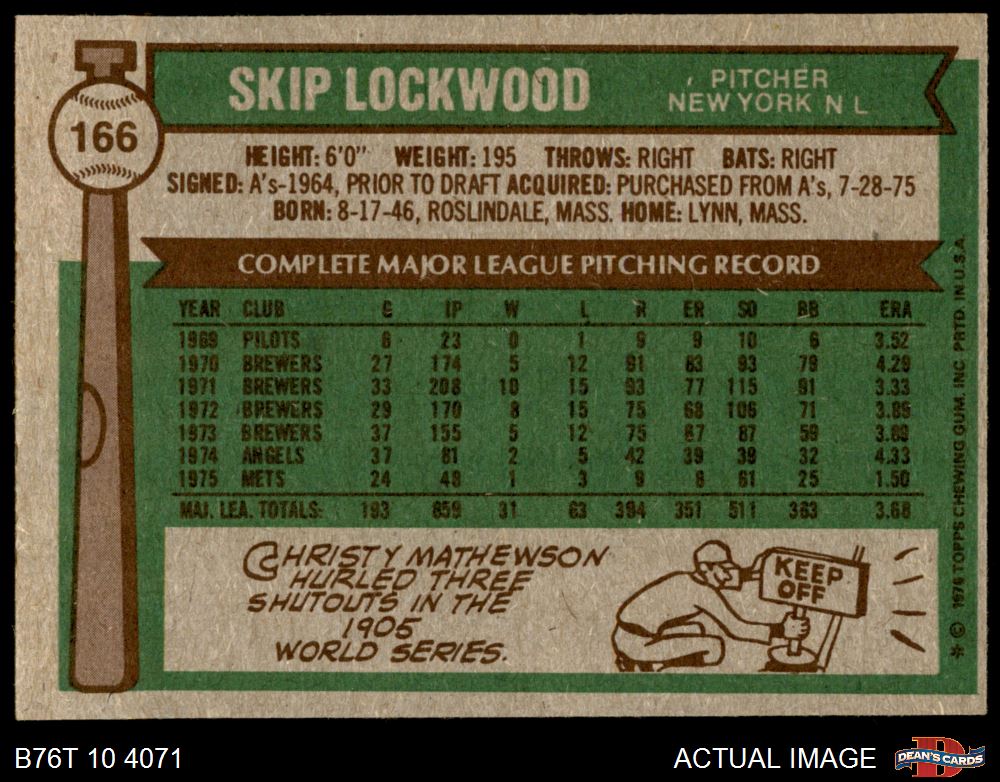 166
SKIP LOCKWOOD
PITCHER
NEW YORK N L
HEIGHT: 6'0" WEIGHT: 195 THROWS: RIGHT BATS: RIGHT
SIGNED: A's-1964, PRIOR TO DRAFT ACQUIRED: PURCHASED FROM A's, 7-28-75
BORN: 8-17-46, ROSLINDALE, MASS. HOME: LYNN, MASS.
COMPLETE MAJOR LEAGUE PITCHING RECORD
YEAR CLUB G IP W L R ER SO BB ERA
1969 PILOTS 6 23 0 1 9 9 10 6 3.52
1970 BREWERS 27 174 5 12 91 83 93 79 4.29
1971 BREWERS 33 208 10 15 93 77 115 91 3.33
1972 BREWERS 29 170 8 15 75 68 106 71 3.60
1973 BREWERS 37 155 5 12 75 67 87 59 3.89
1974 ANGELS 37 81 2 5 42 39 39 32 4.33
1975 METS 24 48 1 3 9 8 61 25 1.50
MAJ. LEA. TOTALS: 193 859 31 63 394 351 511 363 3.68
CHRISTY MATHEWSON
HURLED THREE
SHUTOUTS IN THE
1905
WORLD SERIES.
KEEP
OFF
* © 1976 TOPPS CHEWING GUM, INC. PRTD. IN U.S.A.
B76T 10 4071
ACTUAL IMAGE
D
DEAN'S CARDS